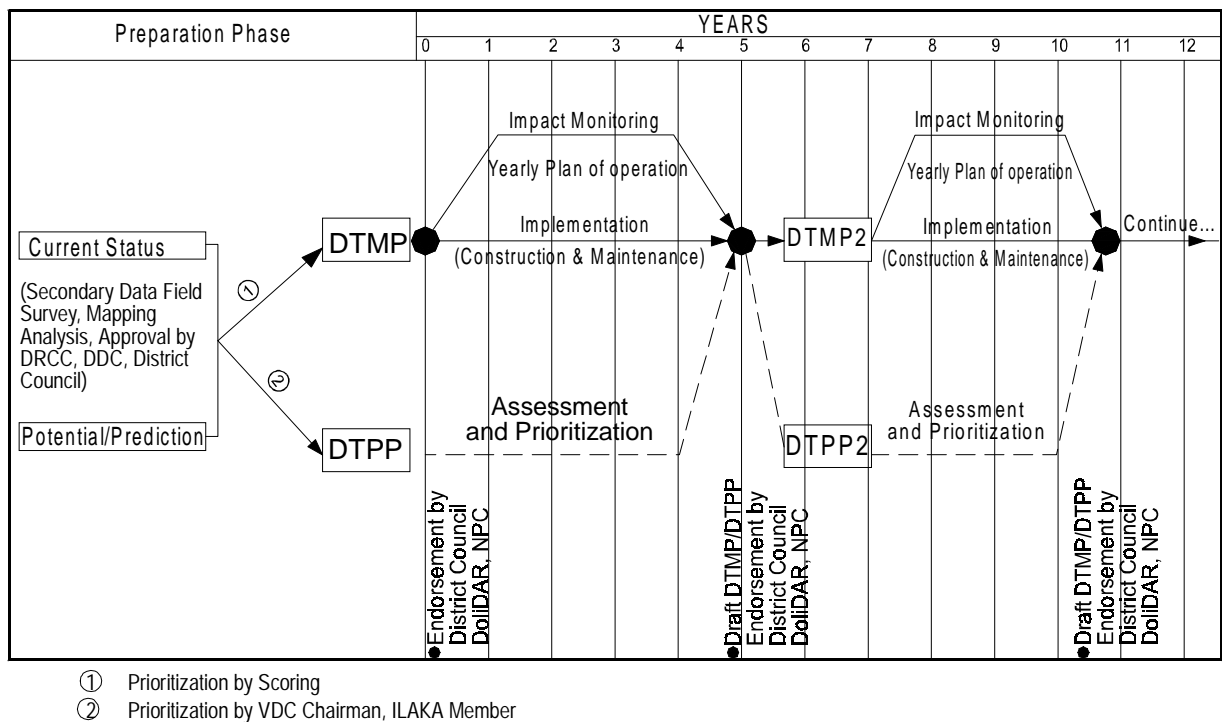 Preparation Phase
YEARS
0 1 2 3 4 5 6 7 8 9 10 11 12
Impact Monitoring
Yearly Plan of operation
Impact Monitoring
Yearly Plan of operation
DTMP
Implementation
(Construction & Maintenance)
DTMP2
Implementation
(Construction & Maintenance)
Continue...
Current Status
(Secondary Data Field
Survey, Mapping
Analysis, Approval by
DRCC, DDC, District
Council)
①
②
Potential/Prediction
DTPP
Assessment
and Prioritization
DTPP2
Assessment
and Prioritization
Endorsement by
District Council
DoliDAR, NPC
Draft DTMP/DTPP
Endorsement by
District Council
DoliDAR, NPC
Draft DTMP/DTPP
Endorsement by
District Council
DoliDAR, NPC
① Prioritization by Scoring
② Prioritization by VDC Chairman, ILAKA Member